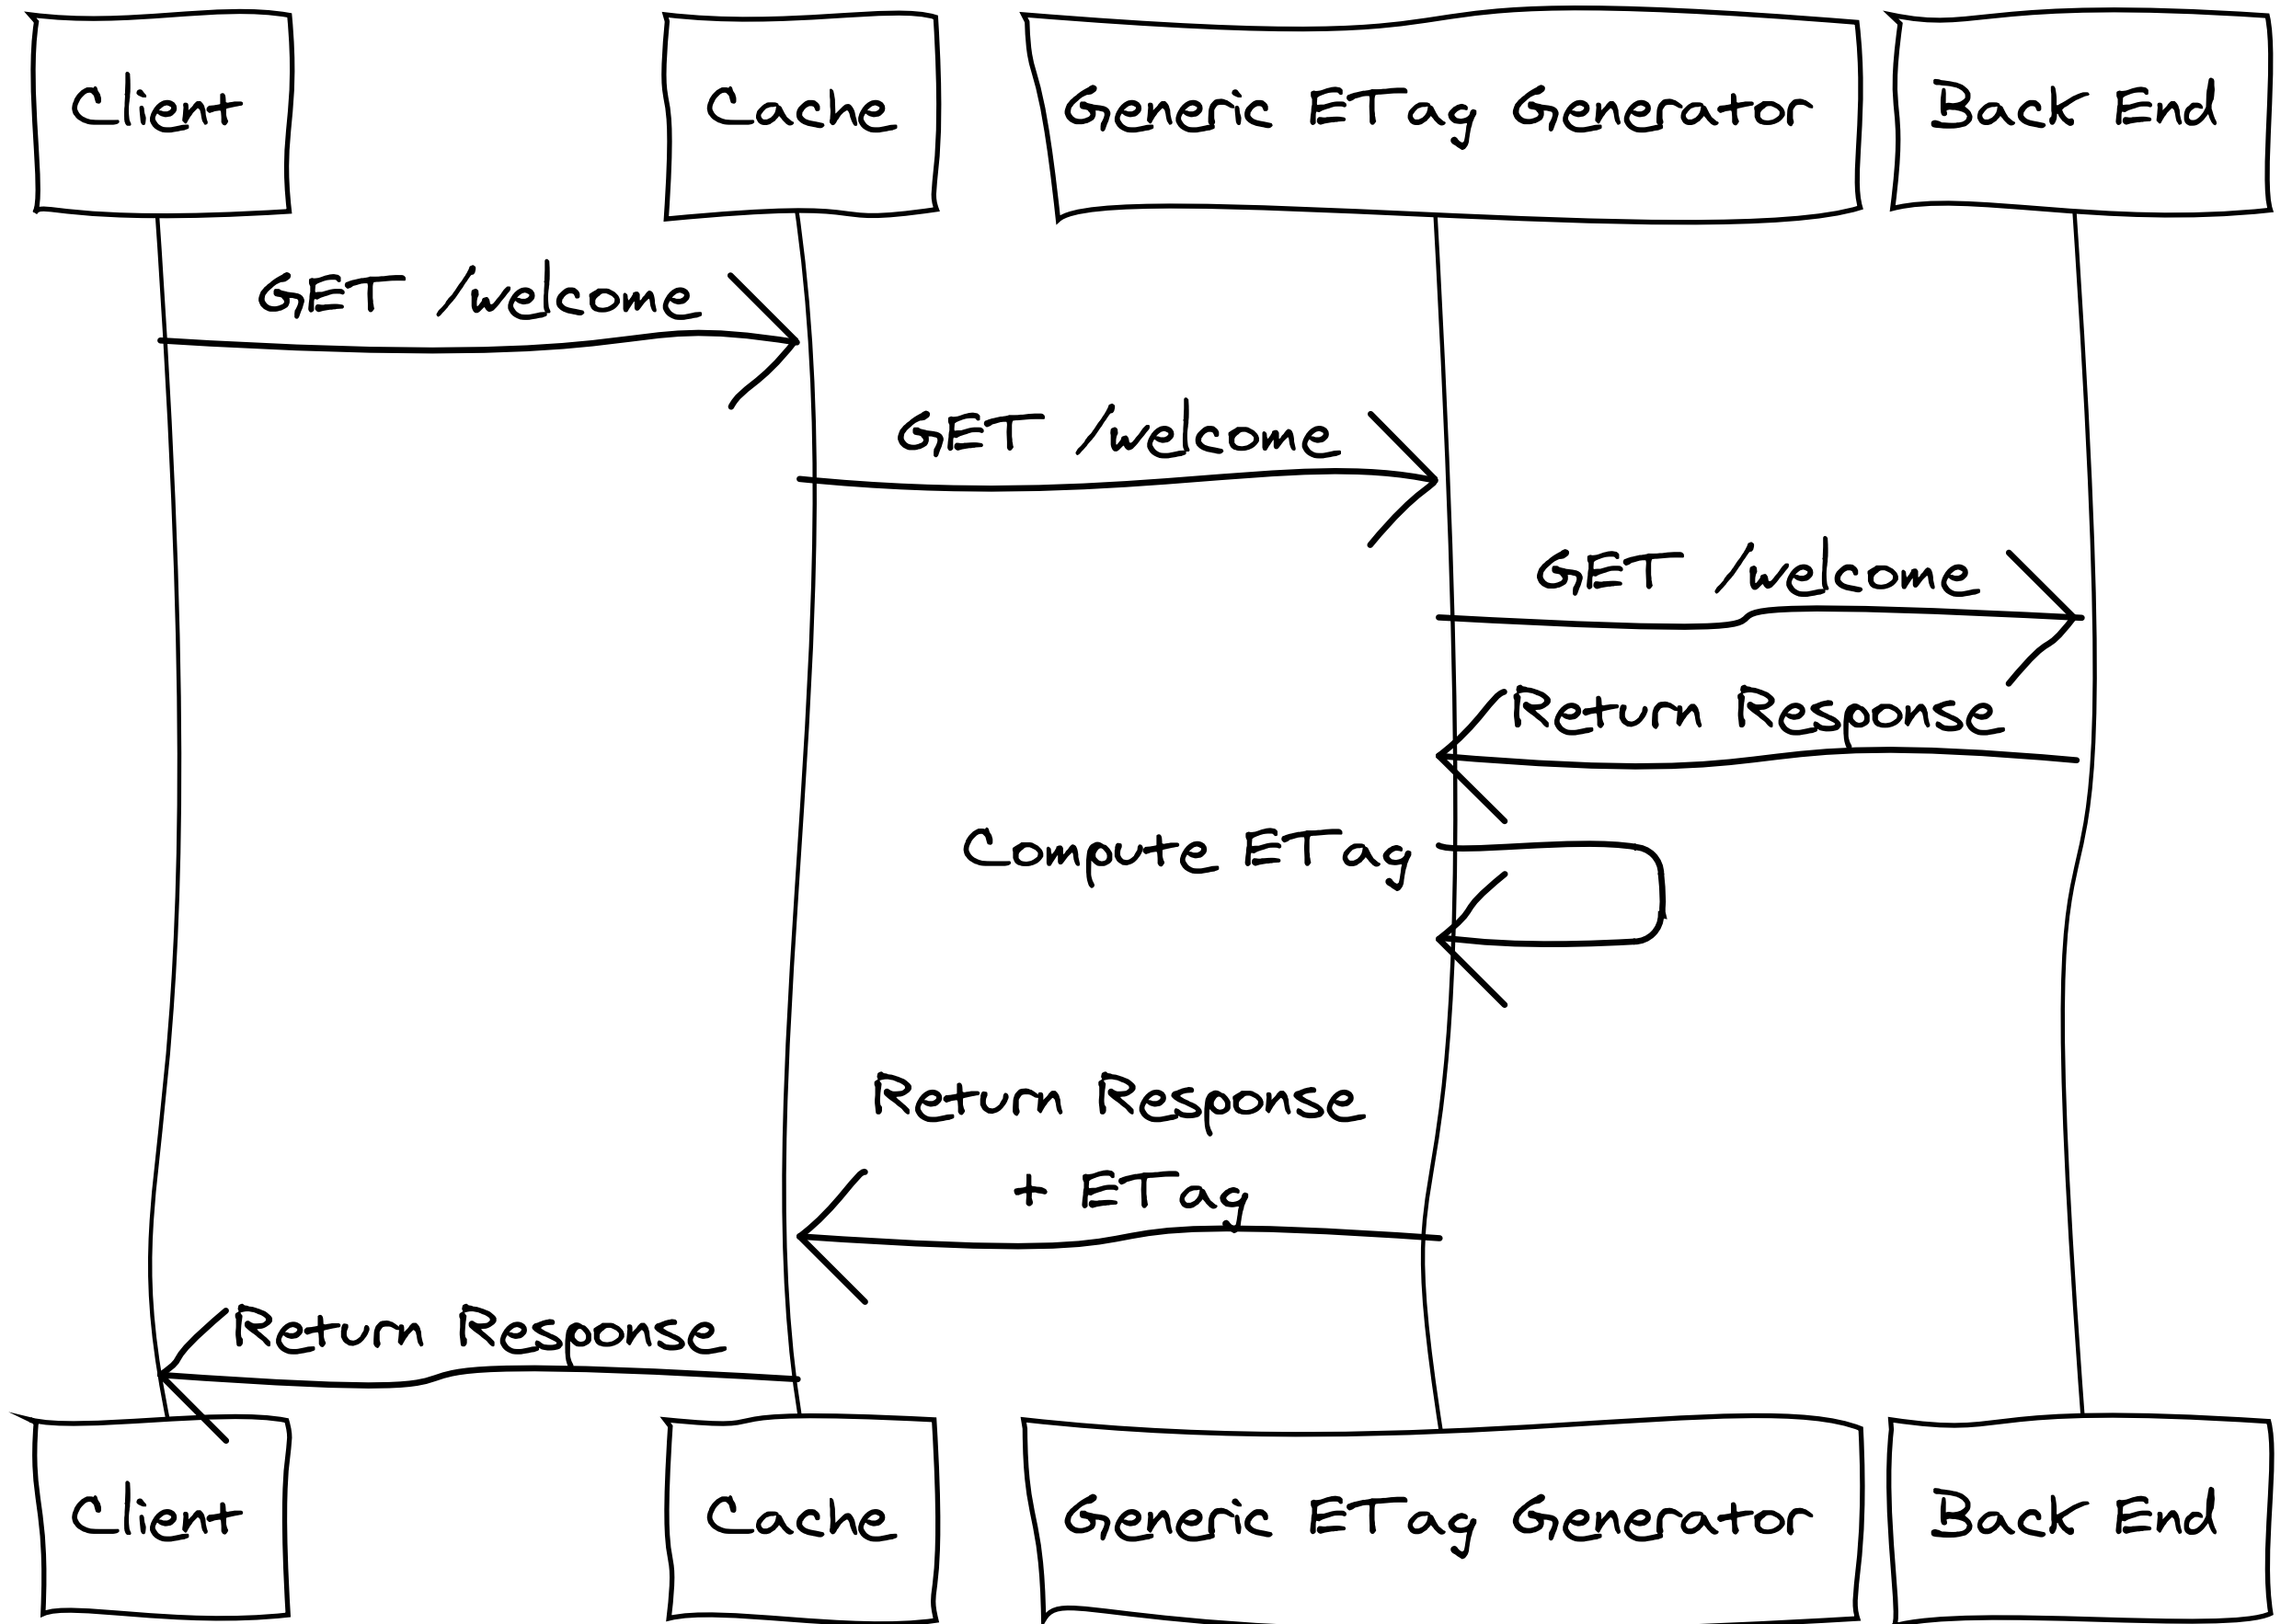 Client
Cache
Generic ETag Generator
Back End
GET /welcome
GET /welcome
GET /welcome
Return Response
Compute ETag
Return Response
+ ETag
Return Response
Client
Cache
Generic ETag Generator
Back End